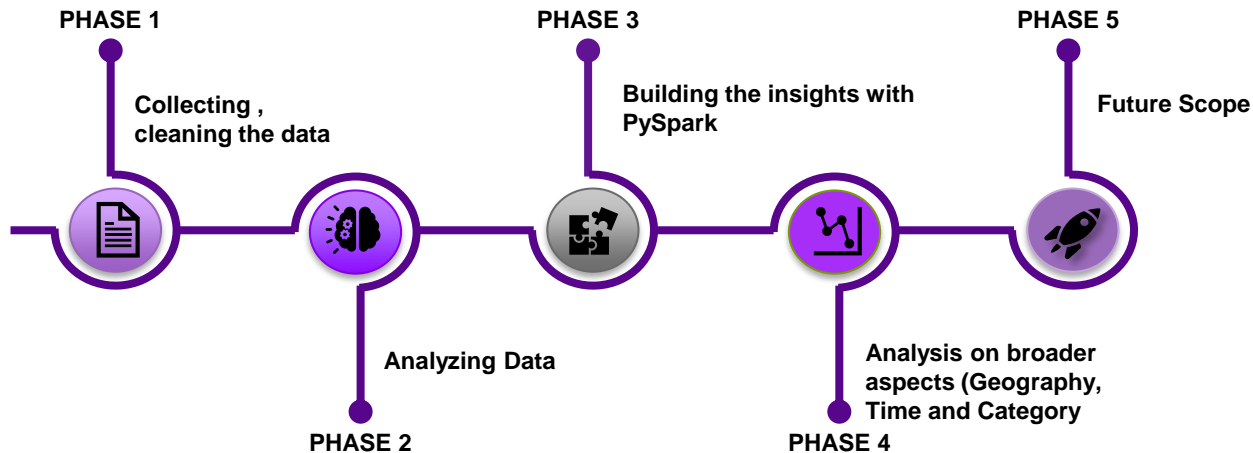 PHASE 1
Collecting ,
cleaning the data
Analyzing Data
PHASE 2
PHASE 3
Building the insights with
PySpark
Analysis on broader
aspects (Geography,
Time and Category
PHASE 4
PHASE 5
Future Scope